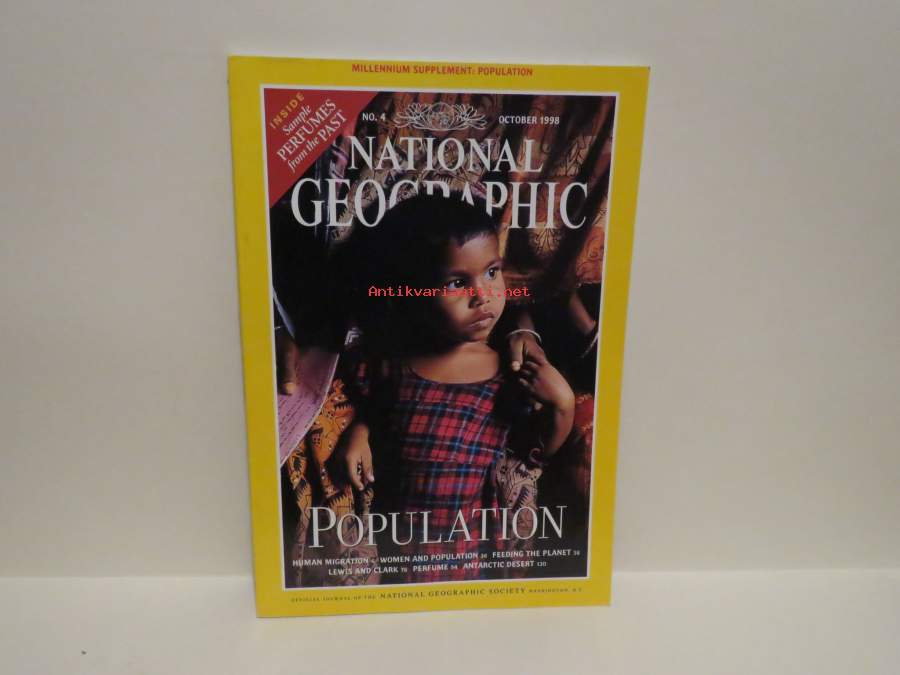 MILLENNIUM SUPPLEMENT: POPULATION
INSIDE
Sample
PERFUMES
from the PAST
NO. 4
OCTOBER 1998
NATIONAL
GEOGRAPHIC
Antikvariaatti.net
POPULATION
HUMAN MIGRATION 6 WOMEN AND POPULATION 36 FEEDING THE PLANET 56
LEWIS AND CLARK 76 PERFUME 94 ANTARCTIC DESERT 120
OFFICIAL JOURNAL OF THE NATIONAL GEOGRAPHIC SOCIETY WASHINGTON, D.C.